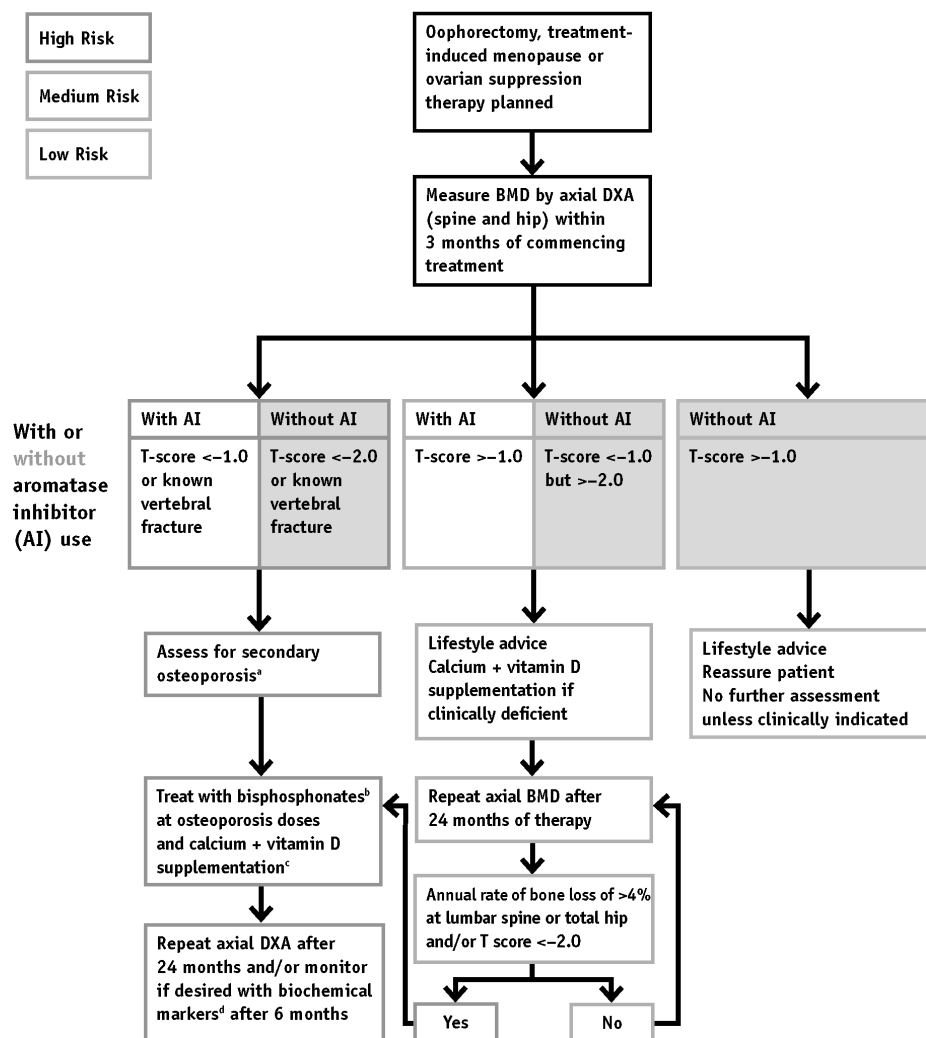 High Risk
Medium Risk
Low Risk
Oophorectomy, treatment-
induced menopause or
ovarian suppression
therapy planned
Measure BMD by axial DXA
(spine and hip) within
3 months of commencing
treatment
With or
without
aromatase
inhibitor
(AI) use
With AI
T-score <–1.0
or known
vertebral
fracture
Without AI
T-score <–2.0
or known
vertebral
fracture
With AI
T-score >–1.0
Without AI
T-score <–1.0
but >–2.0
Without AI
T-score >–1.0
Assess for secondary
osteoporosisᵃ
Treat with bisphosphonatesᵇ
at osteoporosis doses
and calcium + vitamin D
supplementationᶜ
Repeat axial DXA after
24 months and/or monitor
if desired with biochemical
markersᵈ after 6 months
Lifestyle advice
Calcium + vitamin D
supplementation if
clinically deficient
Repeat axial BMD after
24 months of therapy
Annual rate of bone loss of >4%
at lumbar spine or total hip
and/or T score <–2.0
Yes
No
Lifestyle advice
Reassure patient
No further assessment
unless clinically indicated